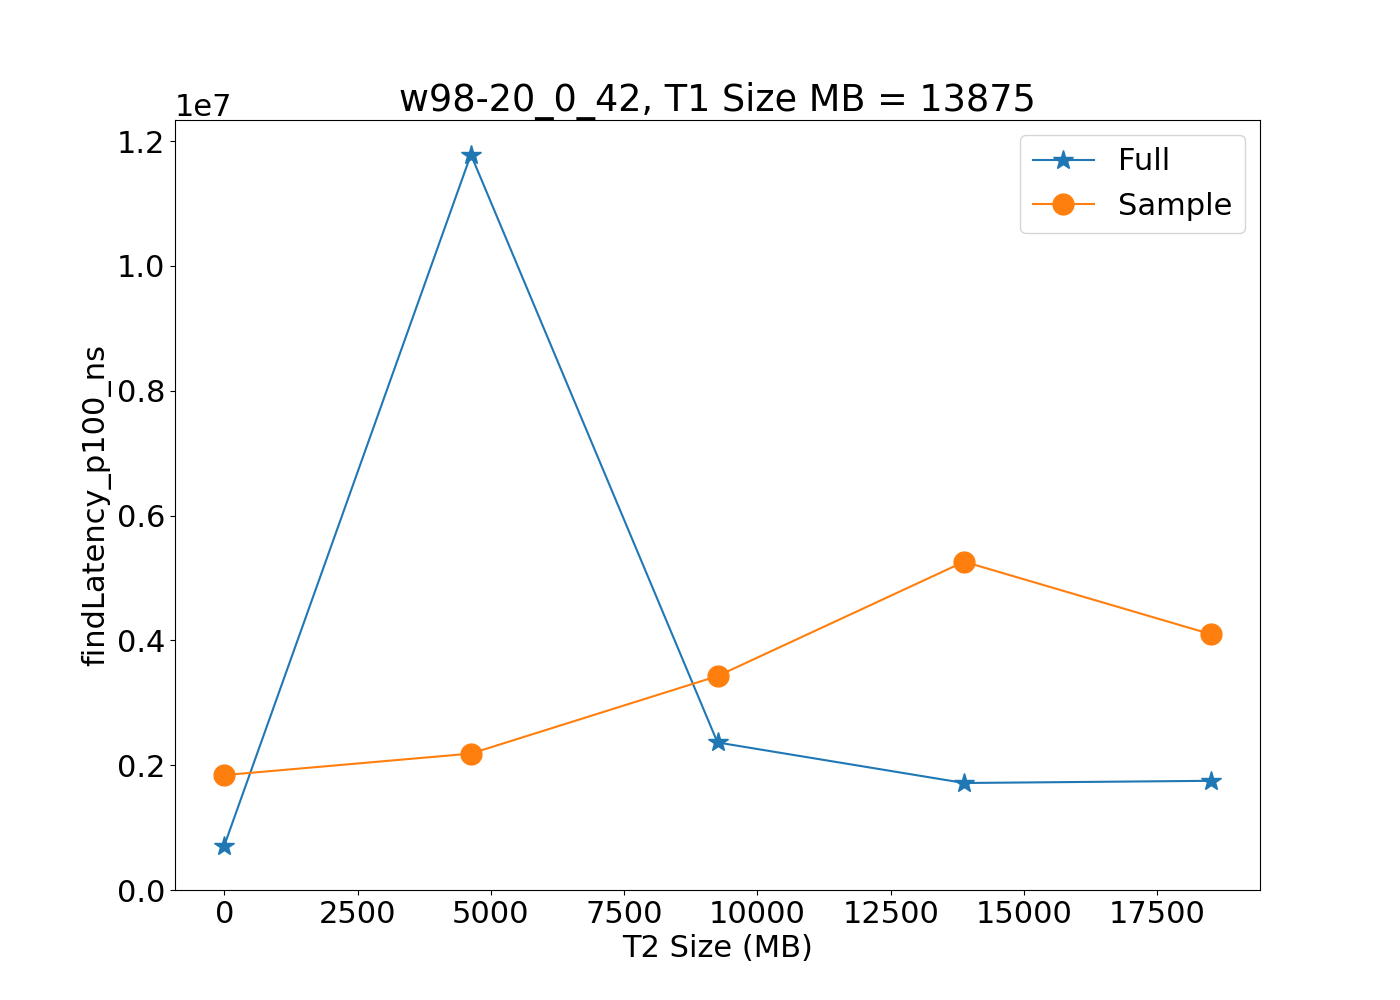 w98-20_0_42, T1 Size MB = 13875
1e7
1.2
1.0
0.8
0.6
0.4
0.2
0.0
findLatency_p100_ns
Full
Sample
0 2500 5000 7500 10000 12500 15000 17500
T2 Size (MB)